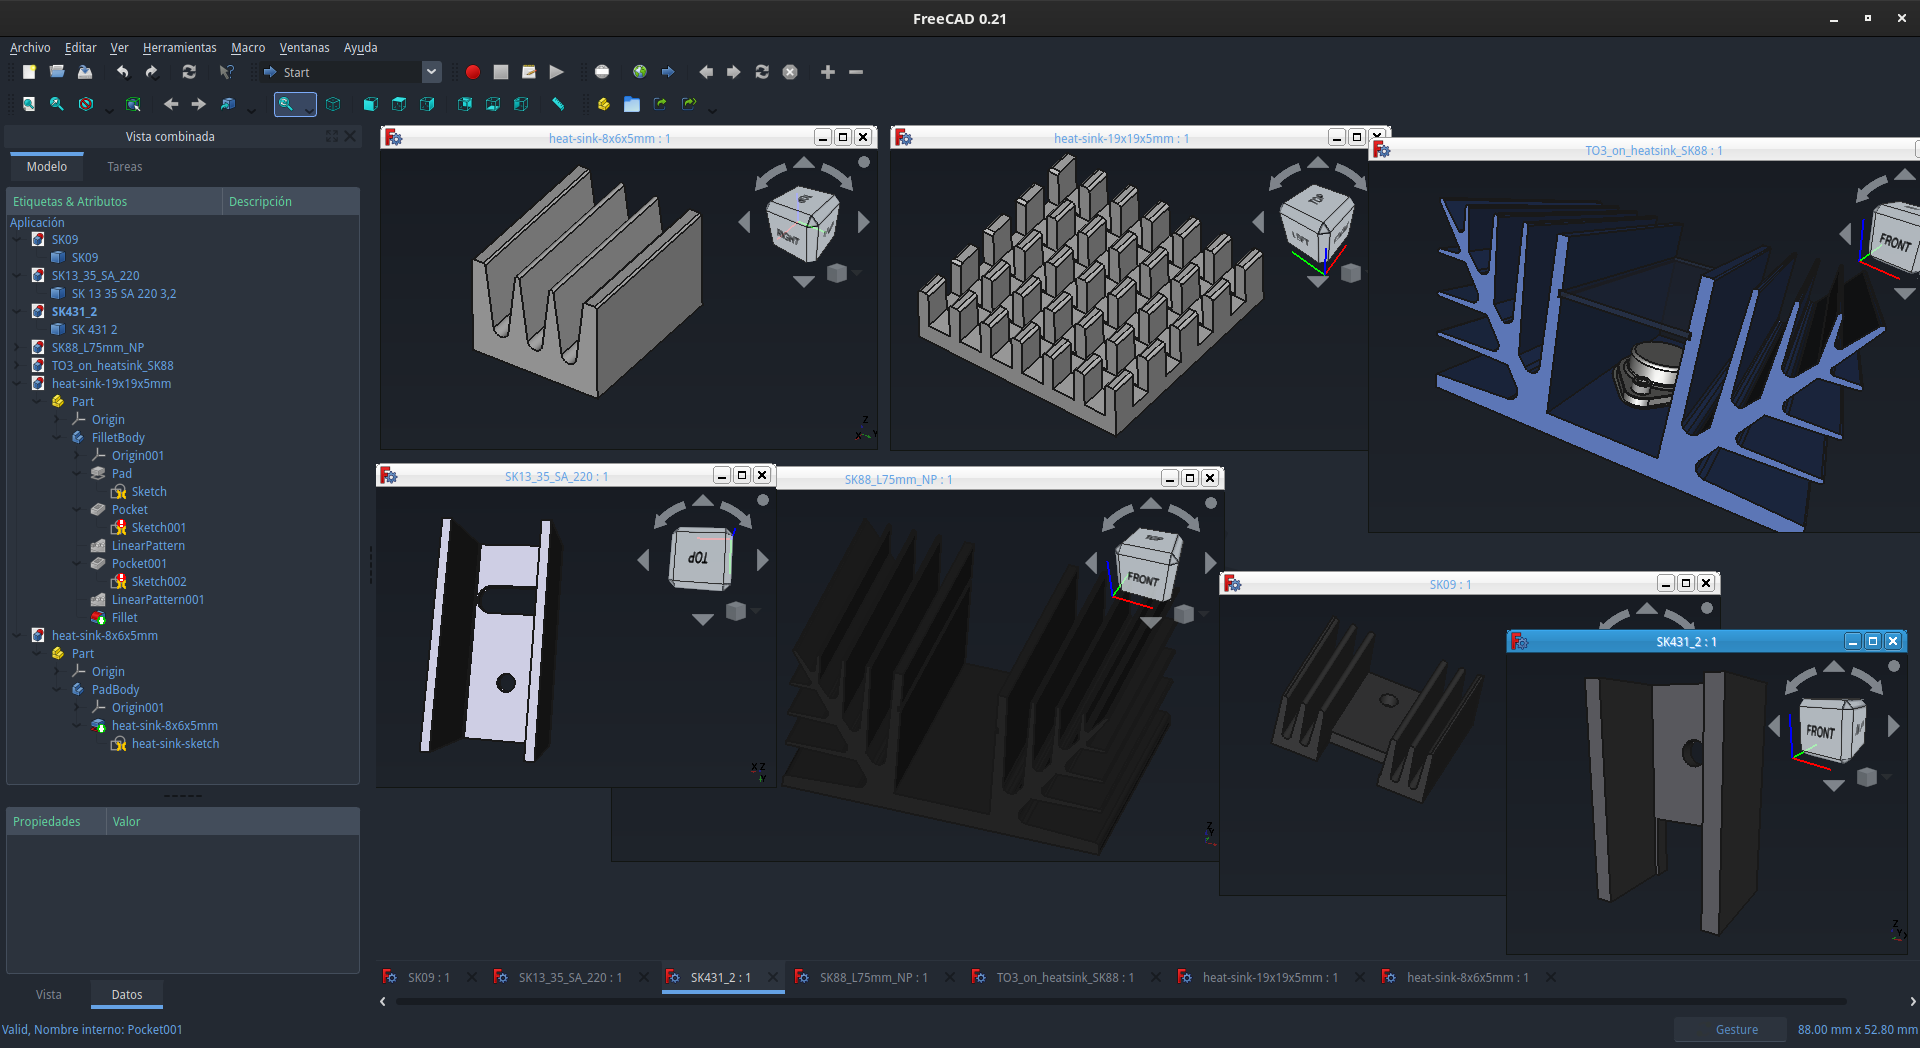 FreeCAD 0.21
Archivo Editar Ver Herramientas Macro Ventanas Ayuda
Start
Vista combinada
Modelo Tareas
Etiquetas & Atributos Descripción
Aplicación
SK09
SK09
SK13_35_SA_220
SK 13 35 SA 220 3,2
SK431_2
SK 431 2
SK88_L75mm_NP
TO3_on_heatsink_SK88
heat-sink-19x19x5mm
Part
Origin
FilletBody
Origin001
Pad
Sketch
Pocket
Sketch001
LinearPattern
Pocket001
Sketch002
LinearPattern001
Fillet
heat-sink-8x6x5mm
Part
Origin
PadBody
Origin001
heat-sink-8x6x5mm
heat-sink-sketch
Propiedades Valor
Vista Datos
heat-sink-8x6x5mm : 1
RIGHT
Z
X Y
heat-sink-19x19x5mm : 1
TOP
LEFT
TO3_on_heatsink_SK88 : 1
FRONT
SK13_35_SA_220 : 1
TOP
X Z
Y
SK88_L75mm_NP : 1
TOP
FRONT
SK09 : 1
SK431_2 : 1
FRONT
SK09 : 1 SK13_35_SA_220 : 1 SK431_2 : 1 SK88_L75mm_NP : 1 TO3_on_heatsink_SK88 : 1 heat-sink-19x19x5mm : 1 heat-sink-8x6x5mm : 1
Valid, Nombre interno: Pocket001 Gesture 88.00 mm x 52.80 mm